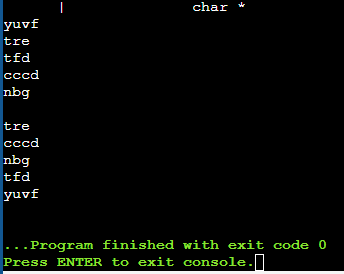 | char *
yuvf
tre
tfd
cccd
nbg
tre
cccd
nbg
tfd
yuvf
...Program finished with exit code 0
Press ENTER to exit console.